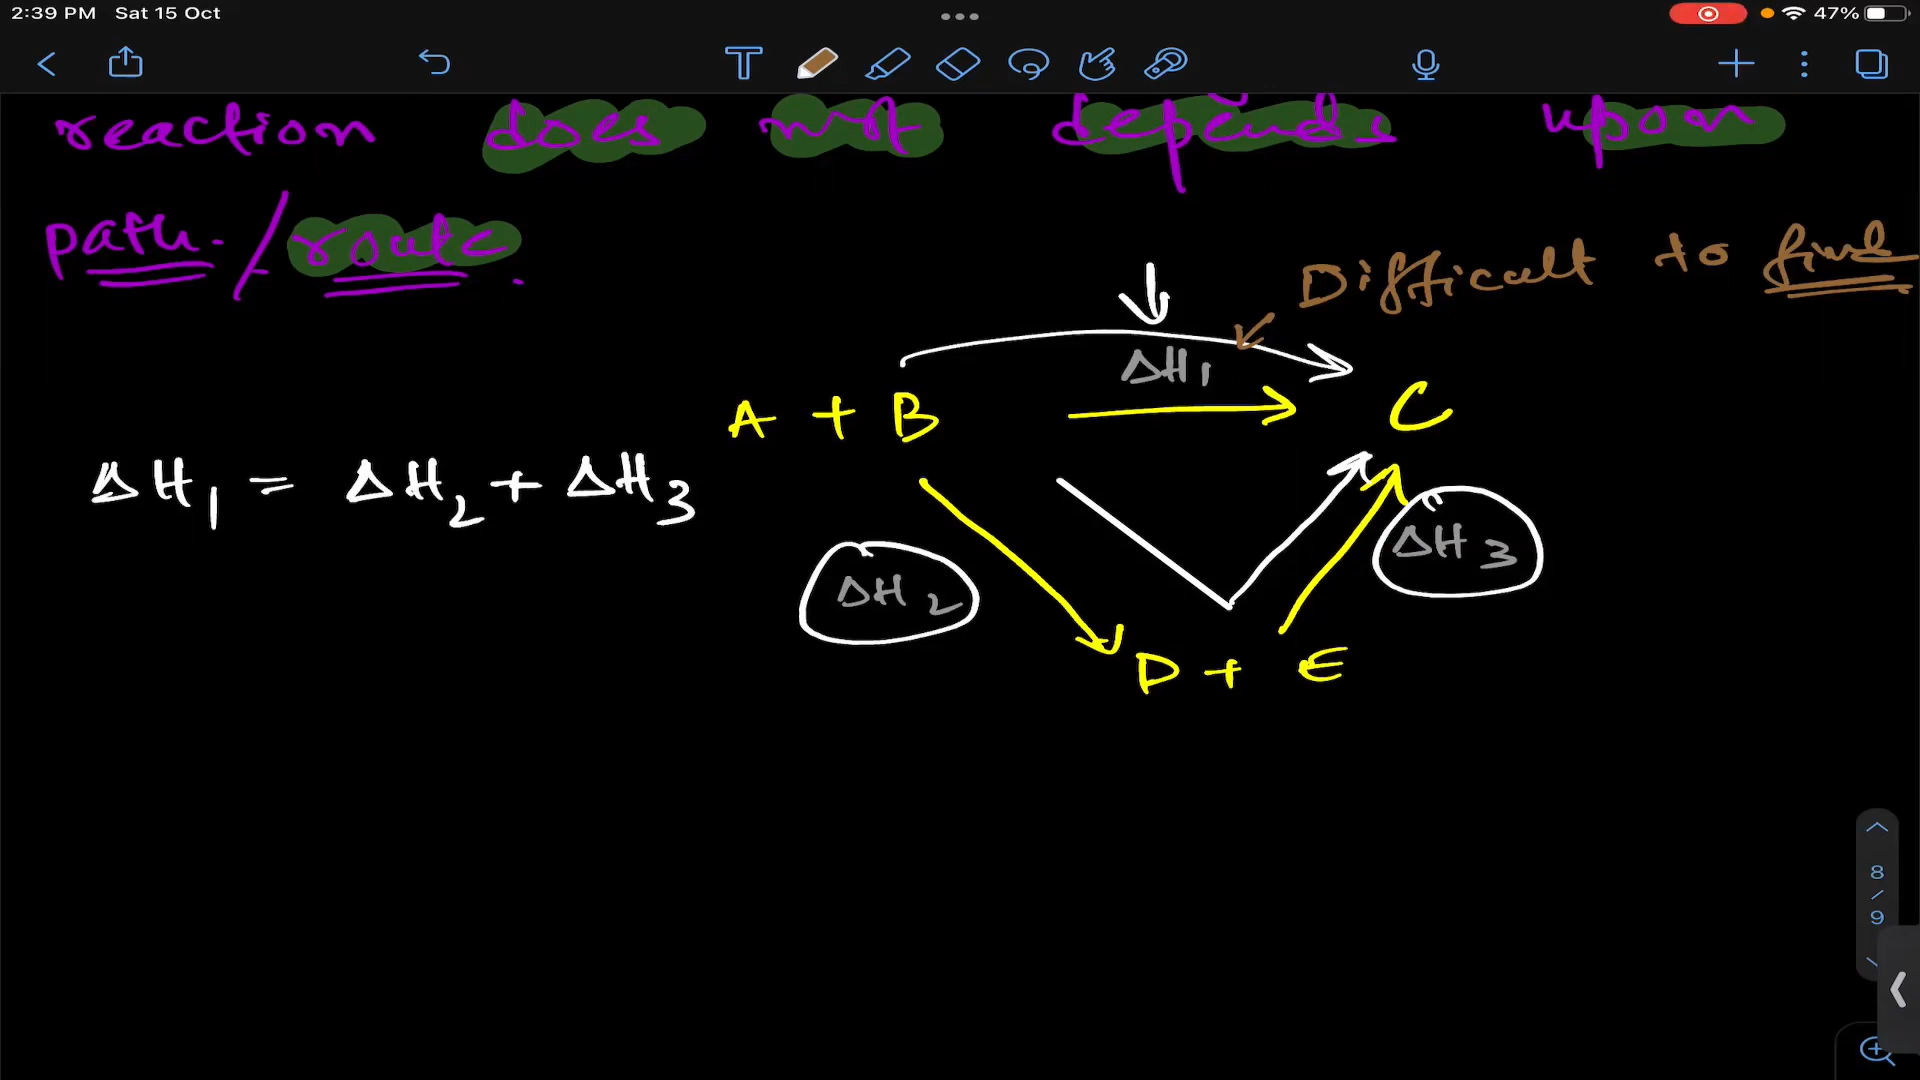 2:39 PM Sat 15 Oct
47%
T
reaction does not depends upon
path. / route.
Difficult to find
ΔH1
A + B
C
ΔH1 = ΔH2 + ΔH3
ΔH3
ΔH2
D + E
8
/
9